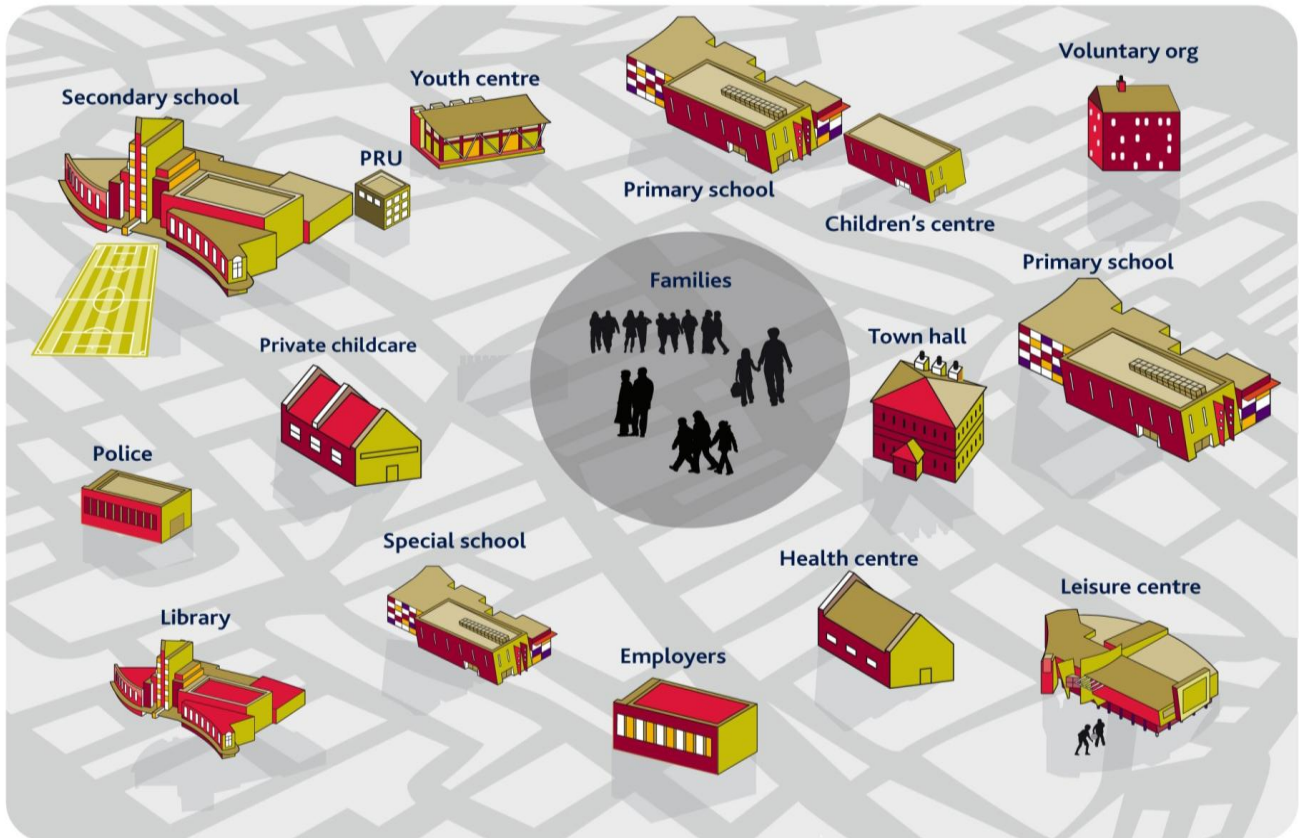 Voluntary org
Youth centre
Secondary school
PRU
Primary school
Children's centre
Primary school
Families
Town hall
Private childcare
Police
Special school
Health centre
Leisure centre
Library
Employers